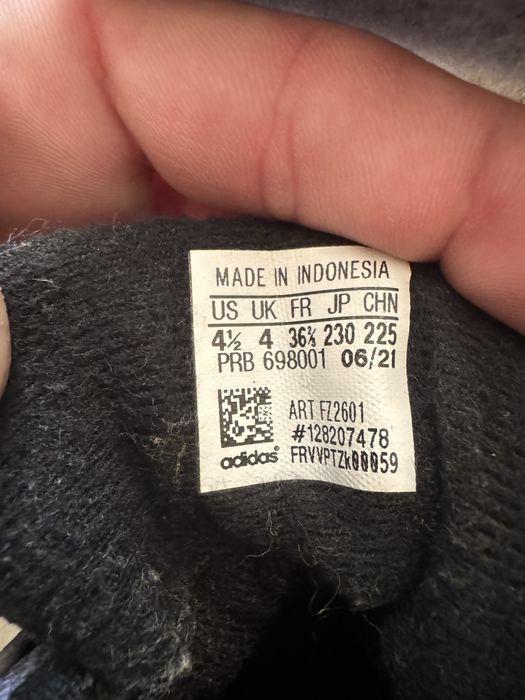 MADE IN INDONESIA
US UK FR JP CHN
4½ 4 36⅔ 230 225
PRB 698001 06/21
ART FZ2601
#128207478
adidas®